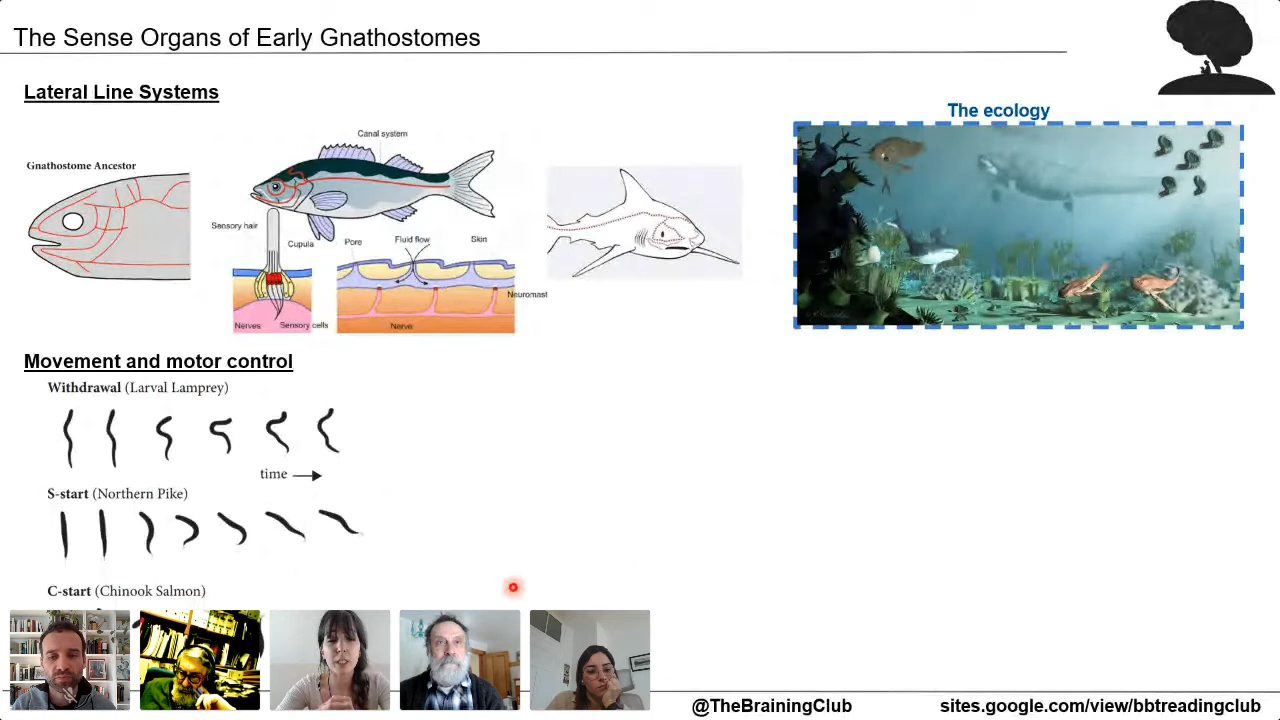 The Sense Organs of Early Gnathostomes
Lateral Line Systems
The ecology
Canal system
Gnathostome Ancestor
Sensory hair
Cupula
Pore
Fluid flow
Skin
Neuromast
Nerves
Sensory cells
Nerve
Movement and motor control
Withdrawal (Larval Lamprey)
time
S-start (Northern Pike)
C-start (Chinook Salmon)
@TheBrainingClub
sites.google.com/view/bbtreadingclub